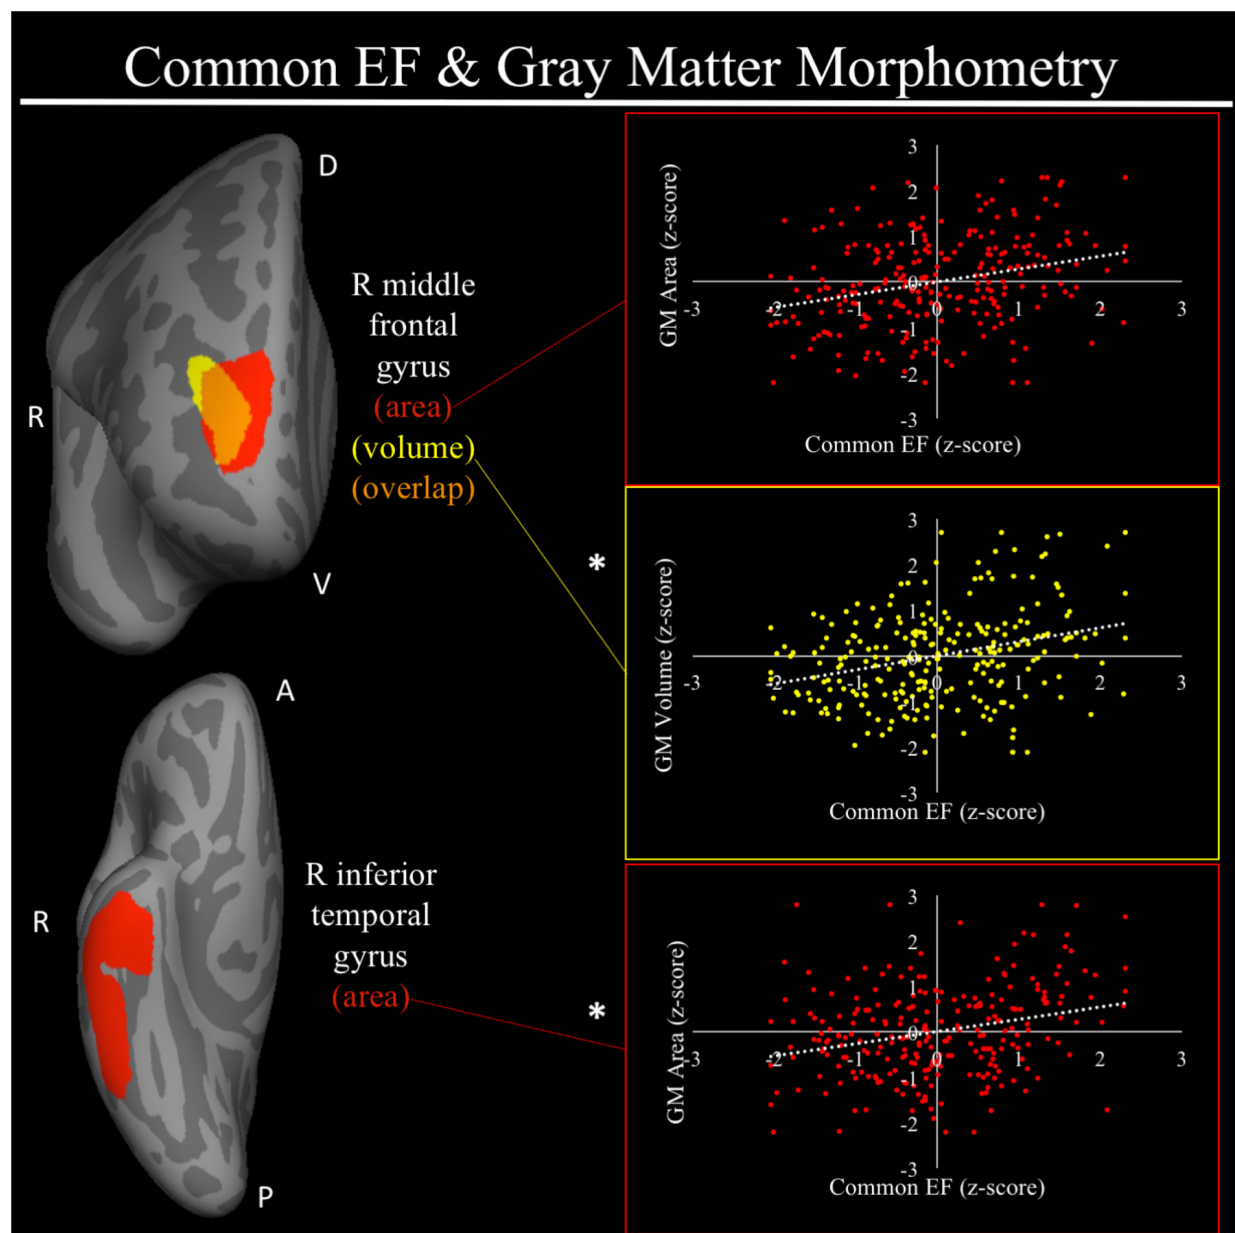 Common EF & Gray Matter Morphometry
D
R
V
R middle
frontal
gyrus
(area)
(volume)
(overlap)
GM Area (z-score)
3
2
1
0
-1
-2
-3
-3 -2 -1 0 1 2 3
Common EF (z-score)
*
GM Volume (z-score)
3
2
1
0
-1
-2
-3
-3 -2 -1 0 1 2 3
Common EF (z-score)
A
R
P
R inferior
temporal
gyrus
(area)
*
GM Area (z-score)
3
2
1
0
-1
-2
-3
-3 -2 -1 0 1 2 3
Common EF (z-score)